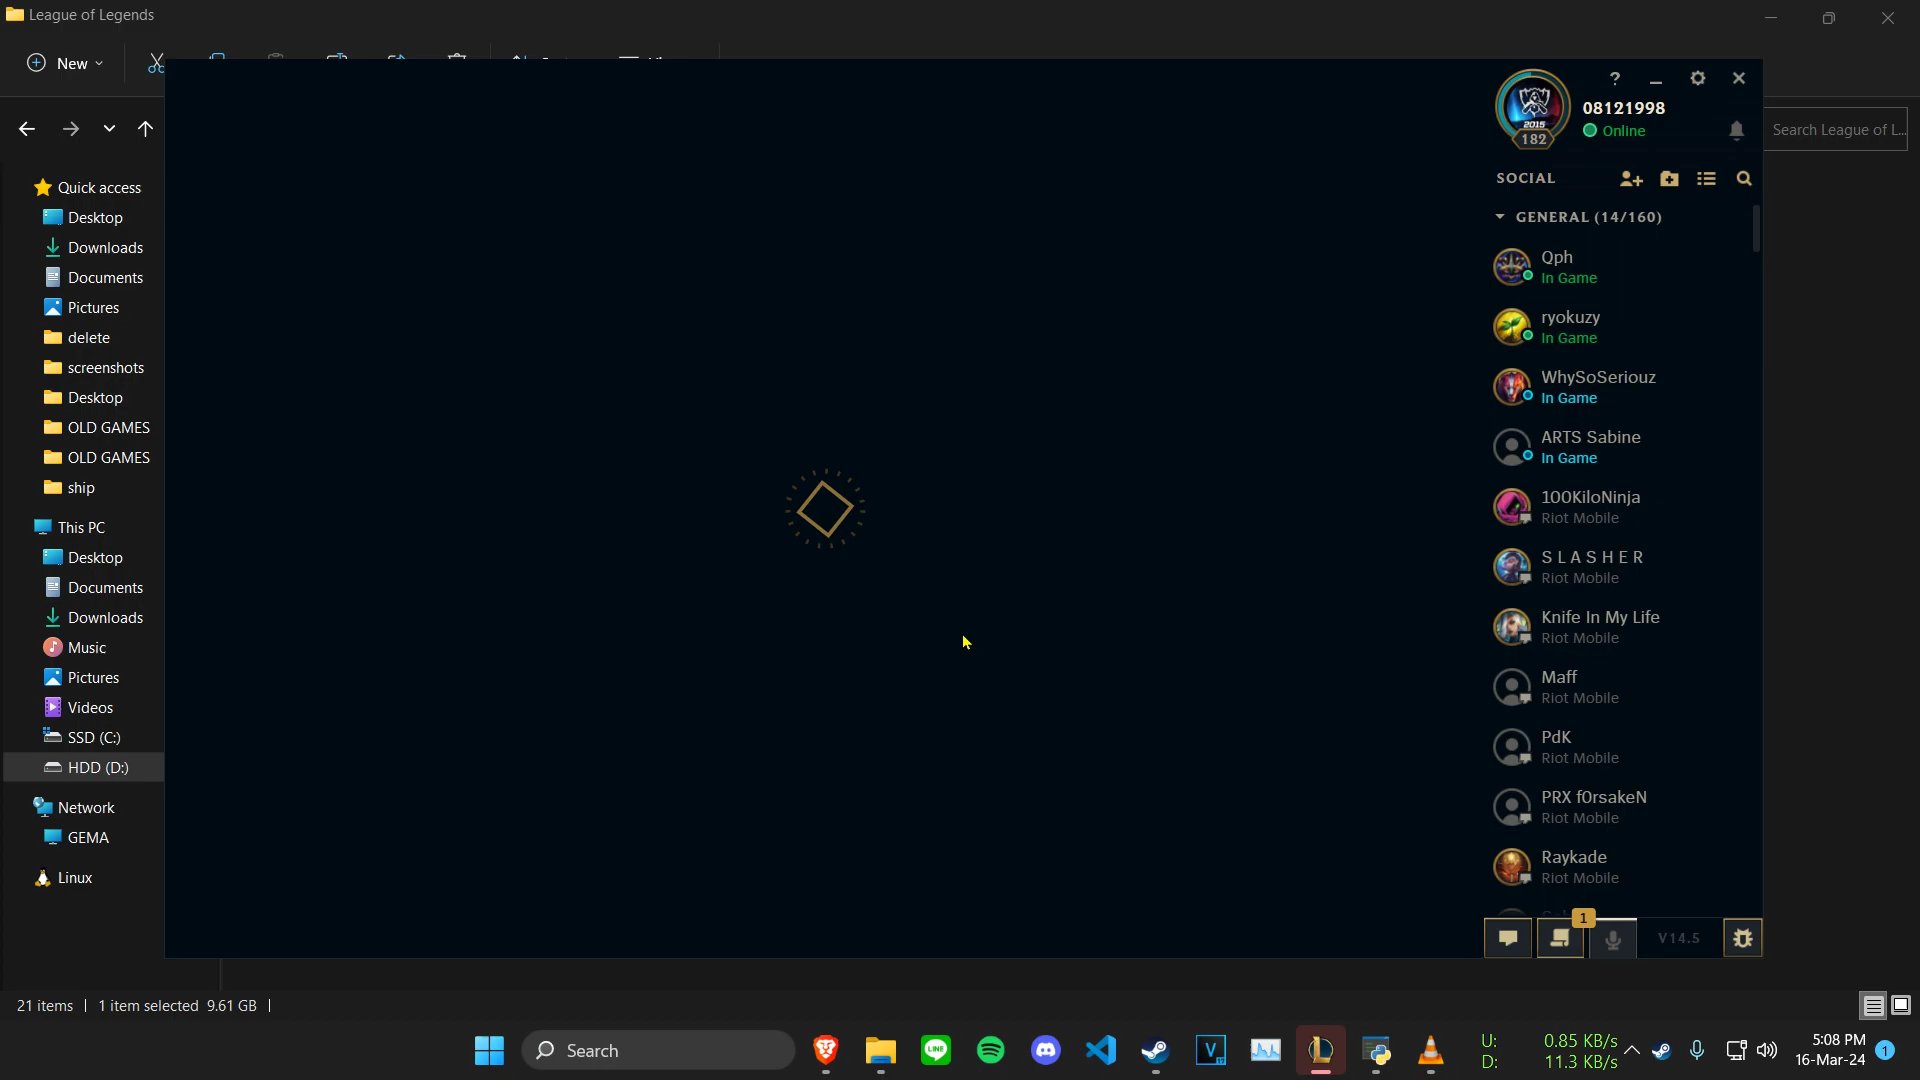 League of Legends
New
Search League of L...
08121998
Online
2015
182
SOCIAL
GENERAL (14/160)
Qph
In Game
ryokuzy
In Game
WhySoSeriouz
In Game
ARTS Sabine
In Game
100KiloNinja
Riot Mobile
S L A S H E R
Riot Mobile
Knife In My Life
Riot Mobile
Maff
Riot Mobile
PdK
Riot Mobile
PRX f0rsakeN
Riot Mobile
Raykade
Riot Mobile
1
V14.5
Quick access
Desktop
Downloads
Documents
Pictures
delete
screenshots
Desktop
OLD GAMES
OLD GAMES
ship
This PC
Desktop
Documents
Downloads
Music
Pictures
Videos
SSD (C:)
HDD (D:)
Network
GEMA
Linux
21 items
1 item selected 9.61 GB
Search
LINE
V
17
U: 0.85 KB/s
D: 11.3 KB/s
5:08 PM
16-Mar-24
1